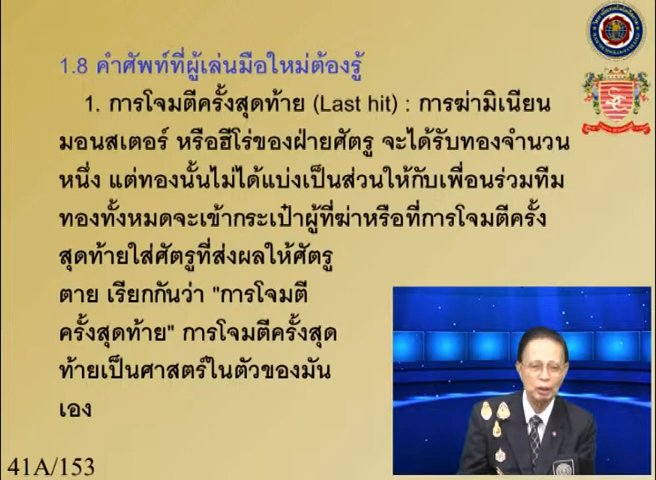 1.8 คำศัพท์ที่ผู้เล่นมือใหม่ต้องรู้
1. การโจมตีครั้งสุดท้าย (Last hit) : การฆ่ามิเนียน
มอนสเตอร์ หรือฮีโร่ของฝ่ายศัตรู จะได้รับทองจำนวน
หนึ่ง แต่ทองนั้นไม่ได้แบ่งเป็นส่วนให้กับเพื่อนร่วมทีม
ทองทั้งหมดจะเข้ากระเป๋าผู้ที่ฆ่าหรือที่การโจมตีครั้ง
สุดท้ายใส่ศัตรูที่ส่งผลให้ศัตรู
ตาย เรียกกันว่า "การโจมตี
ครั้งสุดท้าย" การโจมตีครั้งสุด
ท้ายเป็นศาสตร์ในตัวของมัน
เอง
41A/153